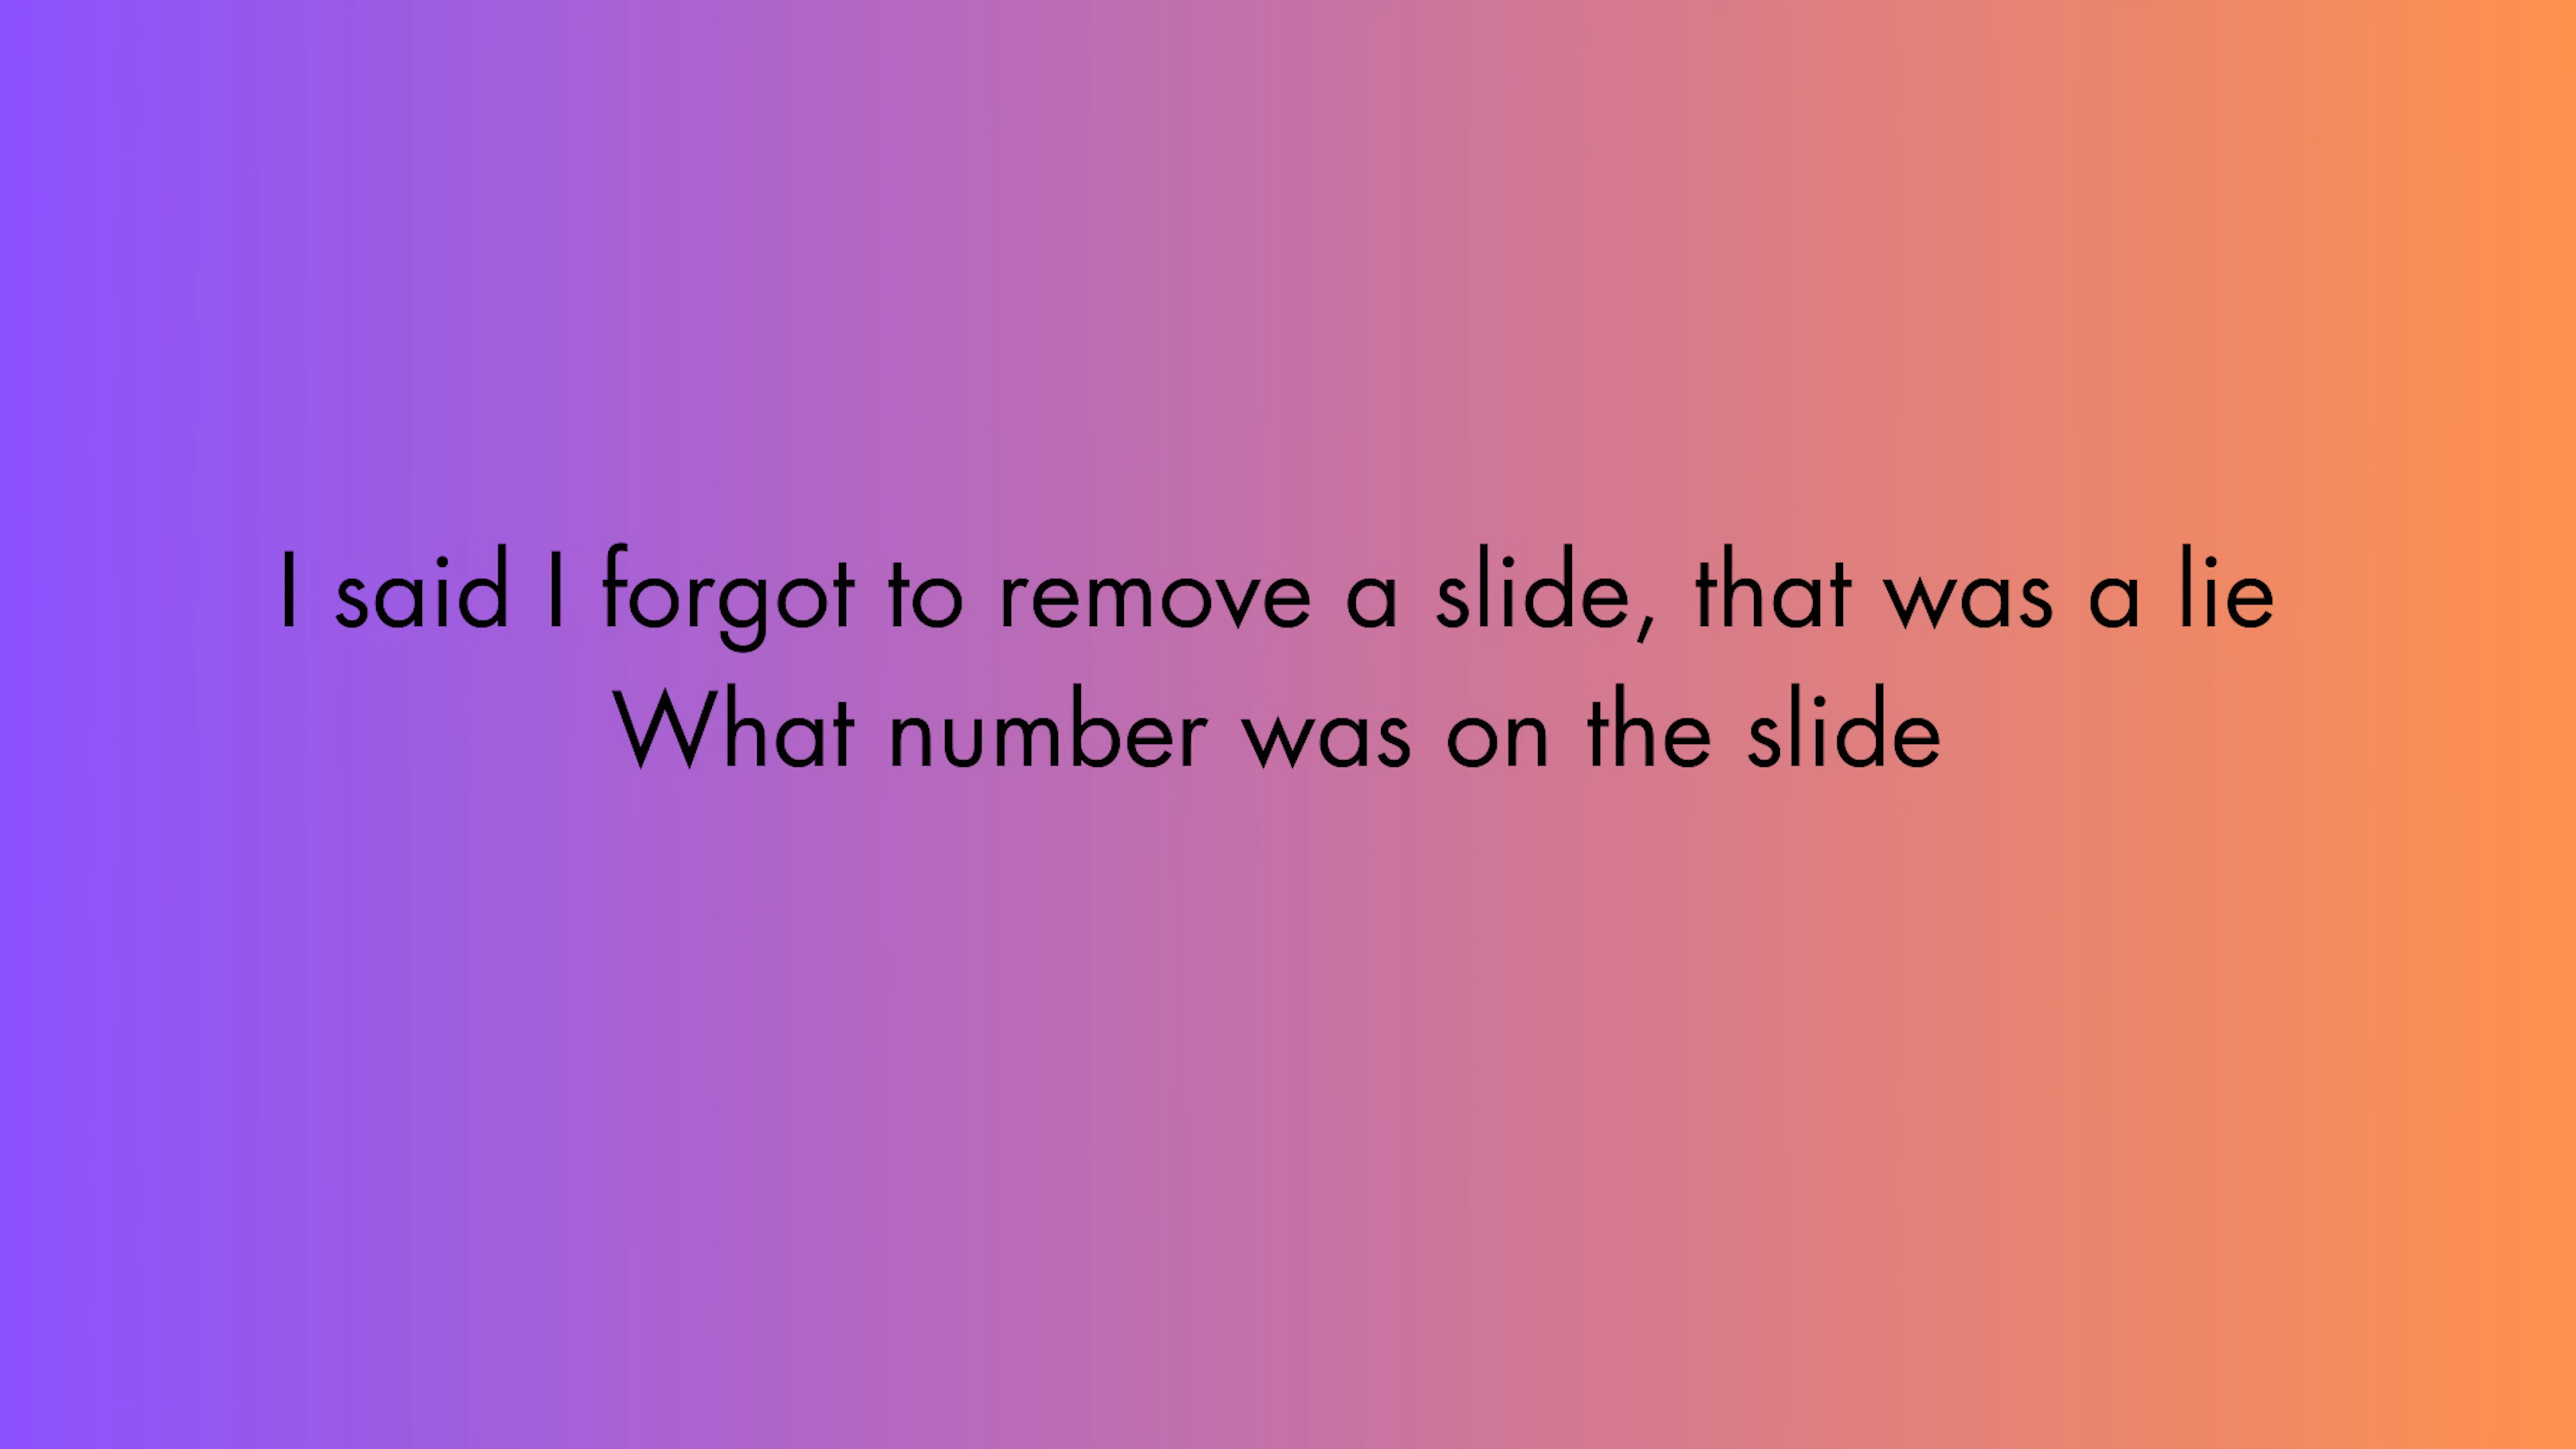 I said I forgot to remove a slide, that was a lie
What number was on the slide